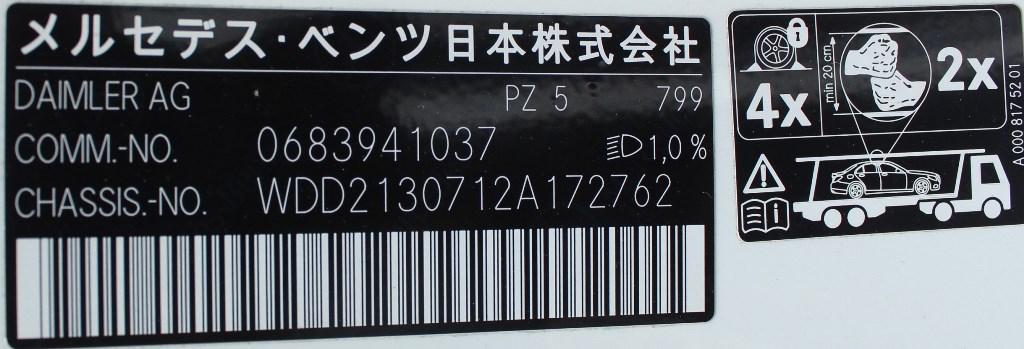 メルセデス・ベンツ日本株式会社
DAIMLER AG PZ 5 799
COMM.-NO. 0683941037 1,0 %
CHASSIS.-NO. WDD2130712A172762
4x
min 20 cm
2x
i
A 000 817 52 01